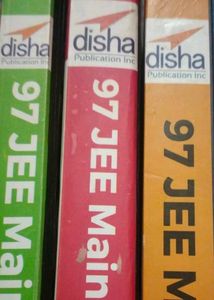 disha
Publication Inc
97 JEE Main
disha
Publication Inc
97 JEE Main
disha
Publication Inc
97 JEE M